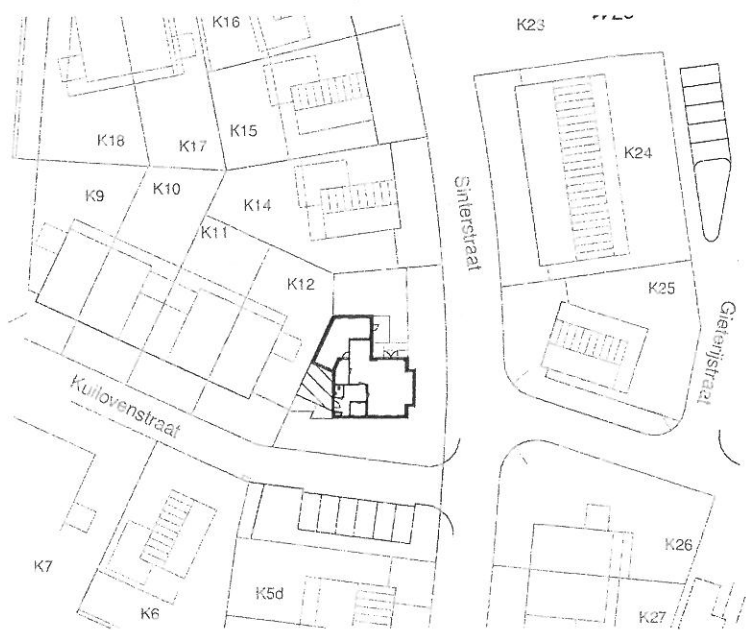 K16
K23
K18
K17
K15
K24
K9
K10
K14
K11
Sinterstraat
K12
K25
Gieterijstraat
Kuilovenstraat
K7
K6
K5d
K26
K27